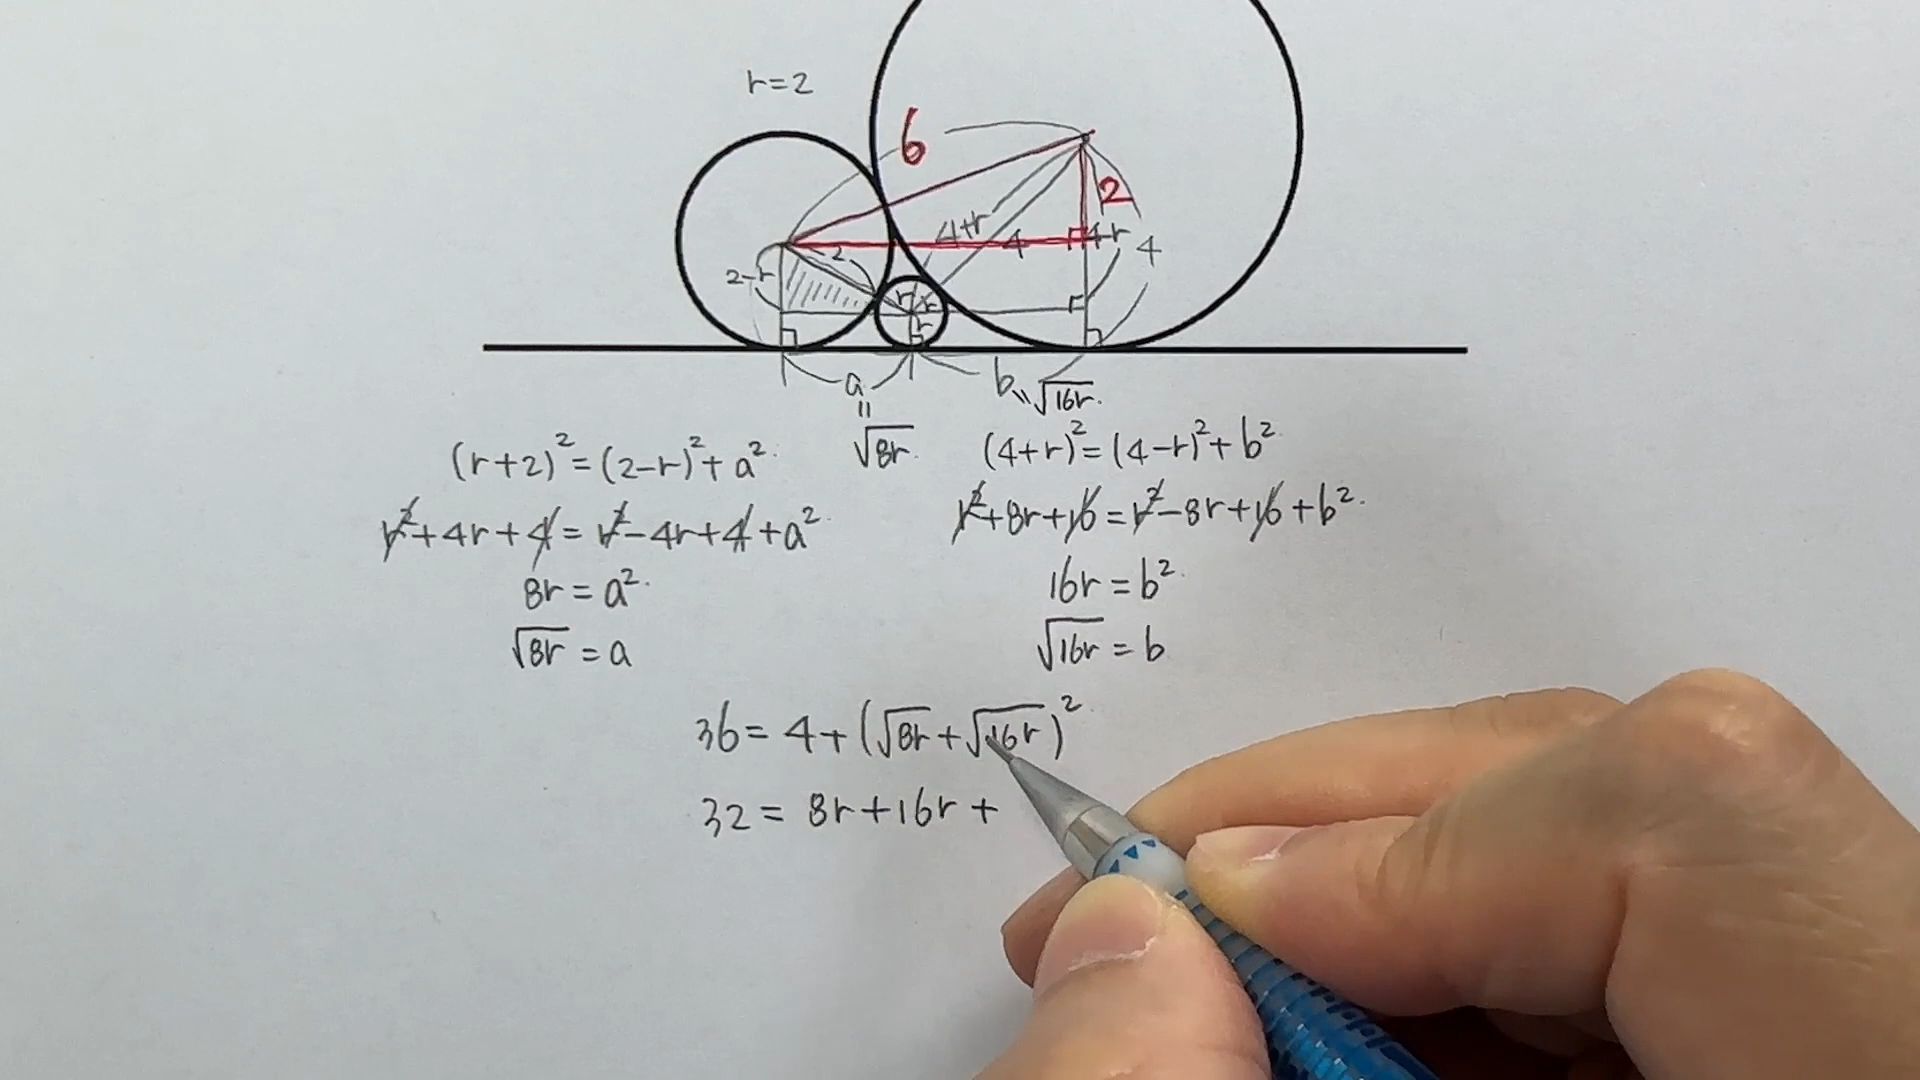 r=2
6
2
4+r
4
4-r
4
2-r
2
r
r
r
a
=
√8r.
b
= √16r.
(r+2)²=(2-r)²+a².
r²+4r+4=r²-4r+4+a².
8r=a².
√8r=a
(4+r)²=(4-r)²+b².
r²+8r+16=r²-8r+16+b².
16r=b².
√16r=b
36=4+(√8r+√16r)².
32=8r+16r+